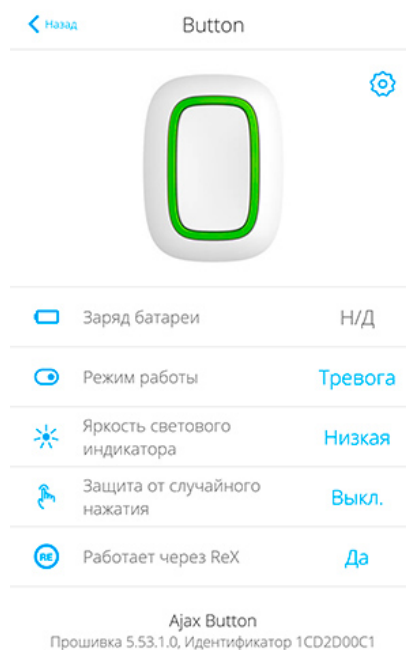 Назад Button
Заряд батареи Н/Д
Режим работы Тревога
Яркость светового
индикатора Низкая
Защита от случайного
нажатия Выкл.
RE Работает через ReX Да
Ajax Button
Прошивка 5.53.1.0, Идентификатор 1CD2D00C1